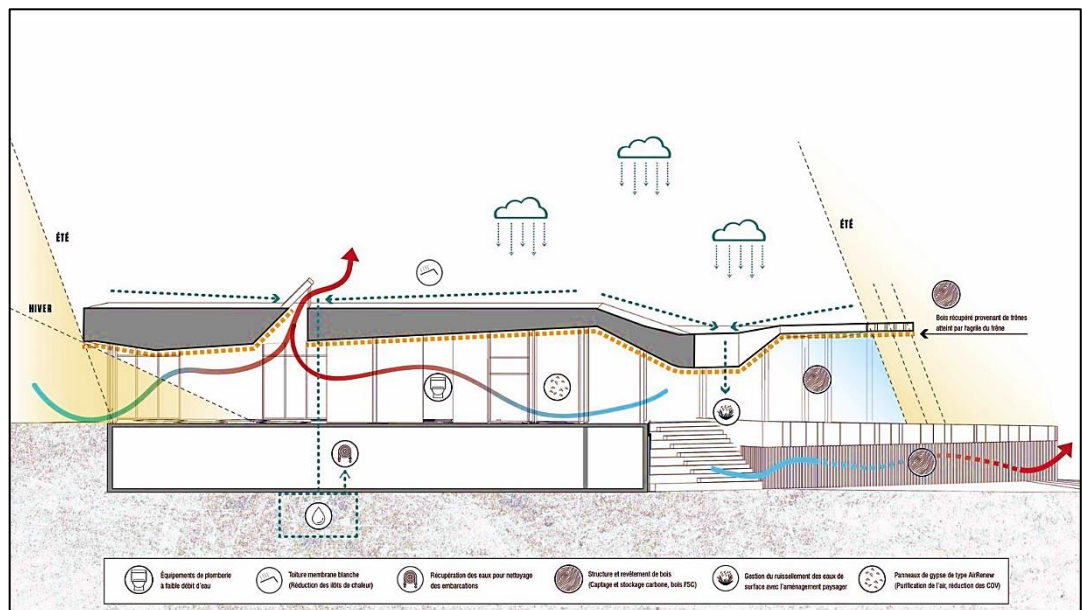 ÉTÉ
ÉTÉ
HIVER
Bois récupéré provenant de frênes
atteint par l'agrile du frêne
Équipements de plomberie
à faible débit d'eau
Toiture membrane blanche
(Réduction des îlots de chaleur)
Récupération des eaux pour nettoyage
des embarcations
Structure et revêtement de bois
(Captage et stockage carbone, bois FSC)
Gestion du ruissellement des eaux de
surface avec l'aménagement paysager
Panneaux de gypse de type AirRenew
(Purification de l'air, réduction des COV)